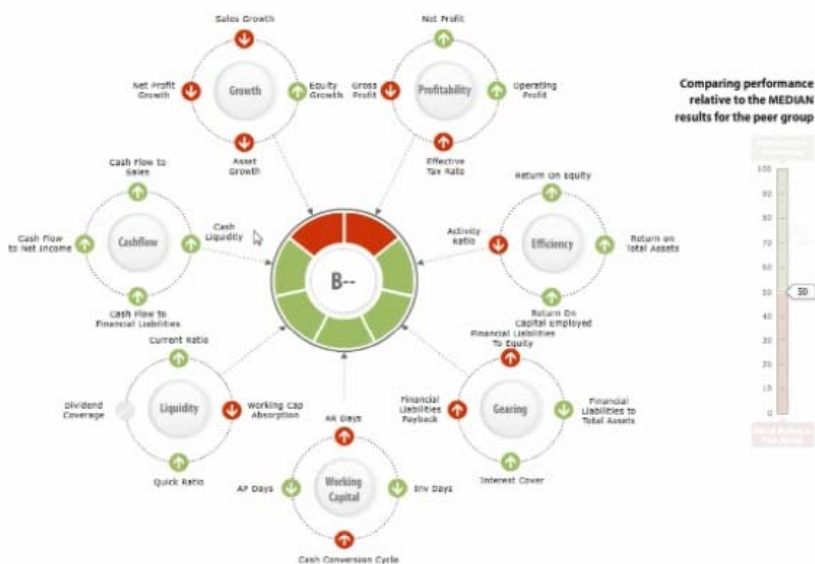 Sales Growth
Net Profit
Growth
Growth
Equity
Growth
Asset
Growth
Net Profit
Gross
Profit
Profitability
Operating
Profit
Effective
Tax Ratio
Comparing performance
relative to the MEDIAN
results for the peer group
Cash Flow to
Sales
Cash Flow
to Net Income
Cashflow
Cash
Liquidity
Cash Flow to
Financial Liabilities
Return On Equity
Activity
Ratio
Efficiency
Return on
Total Assets
Return On
Capital Employed
B--
100
90
80
70
60
50
50
Current Ratio
Dividend
Coverage
Liquidity
Working Cap
Absorption
Quick Ratio
Financial Liabilities
To Equity
Financial
Liabilities
Payback
Gearing
Financial
Liabilities to
Total Assets
Interest Cover
AR Days
AP Days
Working
Capital
Inv Days
Cash Conversion Cycle